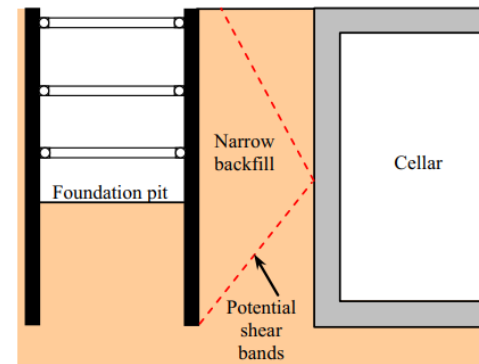 Narrow
backfill
Cellar
Foundation pit
Potential
shear
bands